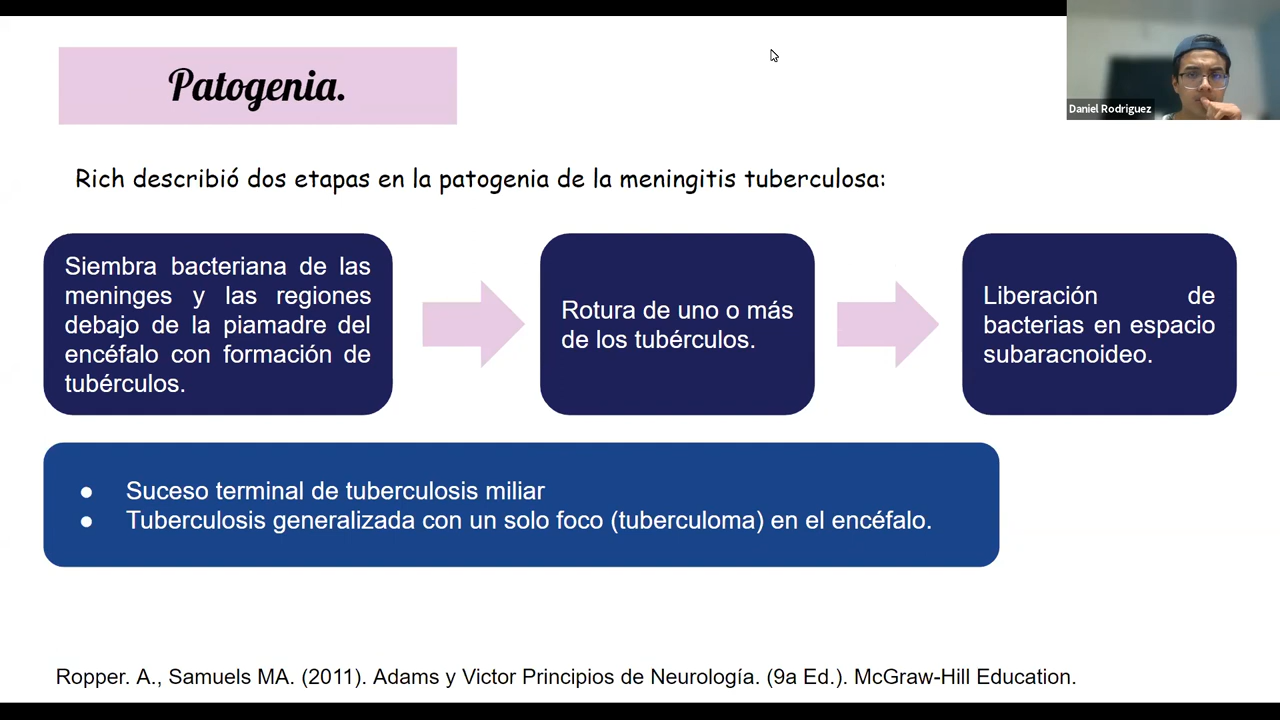 Patogenia.
Daniel Rodriguez
Rich describió dos etapas en la patogenia de la meningitis tuberculosa:
Siembra bacteriana de las
meninges y las regiones
debajo de la piamadre del
encéfalo con formación de
tubérculos.
Rotura de uno o más
de los tubérculos.
Liberación de
bacterias en espacio
subaracnoideo.
● Suceso terminal de tuberculosis miliar
● Tuberculosis generalizada con un solo foco (tuberculoma) en el encéfalo.
Ropper. A., Samuels MA. (2011). Adams y Victor Principios de Neurología. (9a Ed.). McGraw-Hill Education.